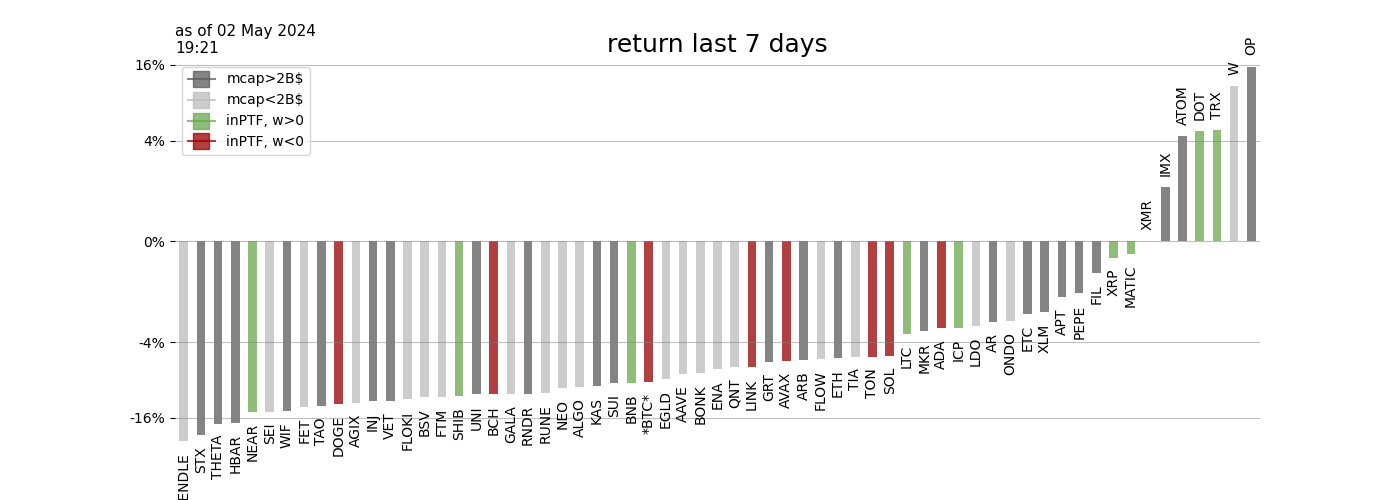 as of 02 May 2024
19:21
return last 7 days
16%
4%
0%
-4%
-16%
mcap>2B$
mcap<2B$
inPTF, w>0
inPTF, w<0
ENDLE
STX
THETA
HBAR
NEAR
SEI
WIF
FET
TAO
DOGE
AGIX
INJ
VET
FLOKI
BSV
FTM
SHIB
UNI
BCH
GALA
RNDR
RUNE
NEO
ALGO
KAS
SUI
BNB
*BTC*
EGLD
AAVE
BONK
ENA
QNT
LINK
GRT
AVAX
ARB
FLOW
ETH
TIA
TON
SOL
LTC
MKR
ADA
ICP
LDO
AR
ONDO
ETC
XLM
APT
PEPE
FIL
XRP
MATIC
XMR
IMX
ATOM
DOT
TRX
W
OP